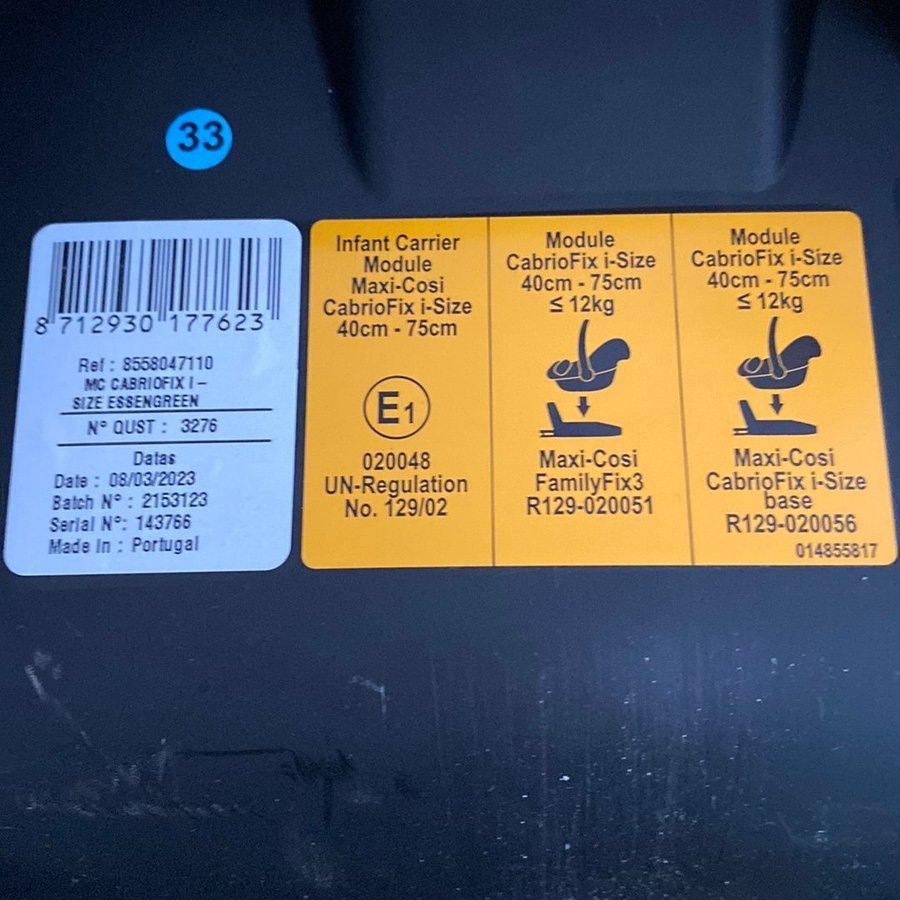 33
8 712930 177623
Ref : 8558047110
MC CABRIOFIX I –
SIZE ESSENGREEN
N° QUST : 3276
Datas
Date : 08/03/2023
Batch N° : 2153123
Serial N°: 143766
Made In : Portugal
Infant Carrier
Module
Maxi-Cosi
CabrioFix i-Size
40cm - 75cm
E1
020048
UN-Regulation
No. 129/02
Module
CabrioFix i-Size
40cm - 75cm
≤ 12kg
Maxi-Cosi
FamilyFix3
R129-020051
Module
CabrioFix i-Size
40cm - 75cm
≤ 12kg
Maxi-Cosi
CabrioFix i-Size
base
R129-020056
014855817